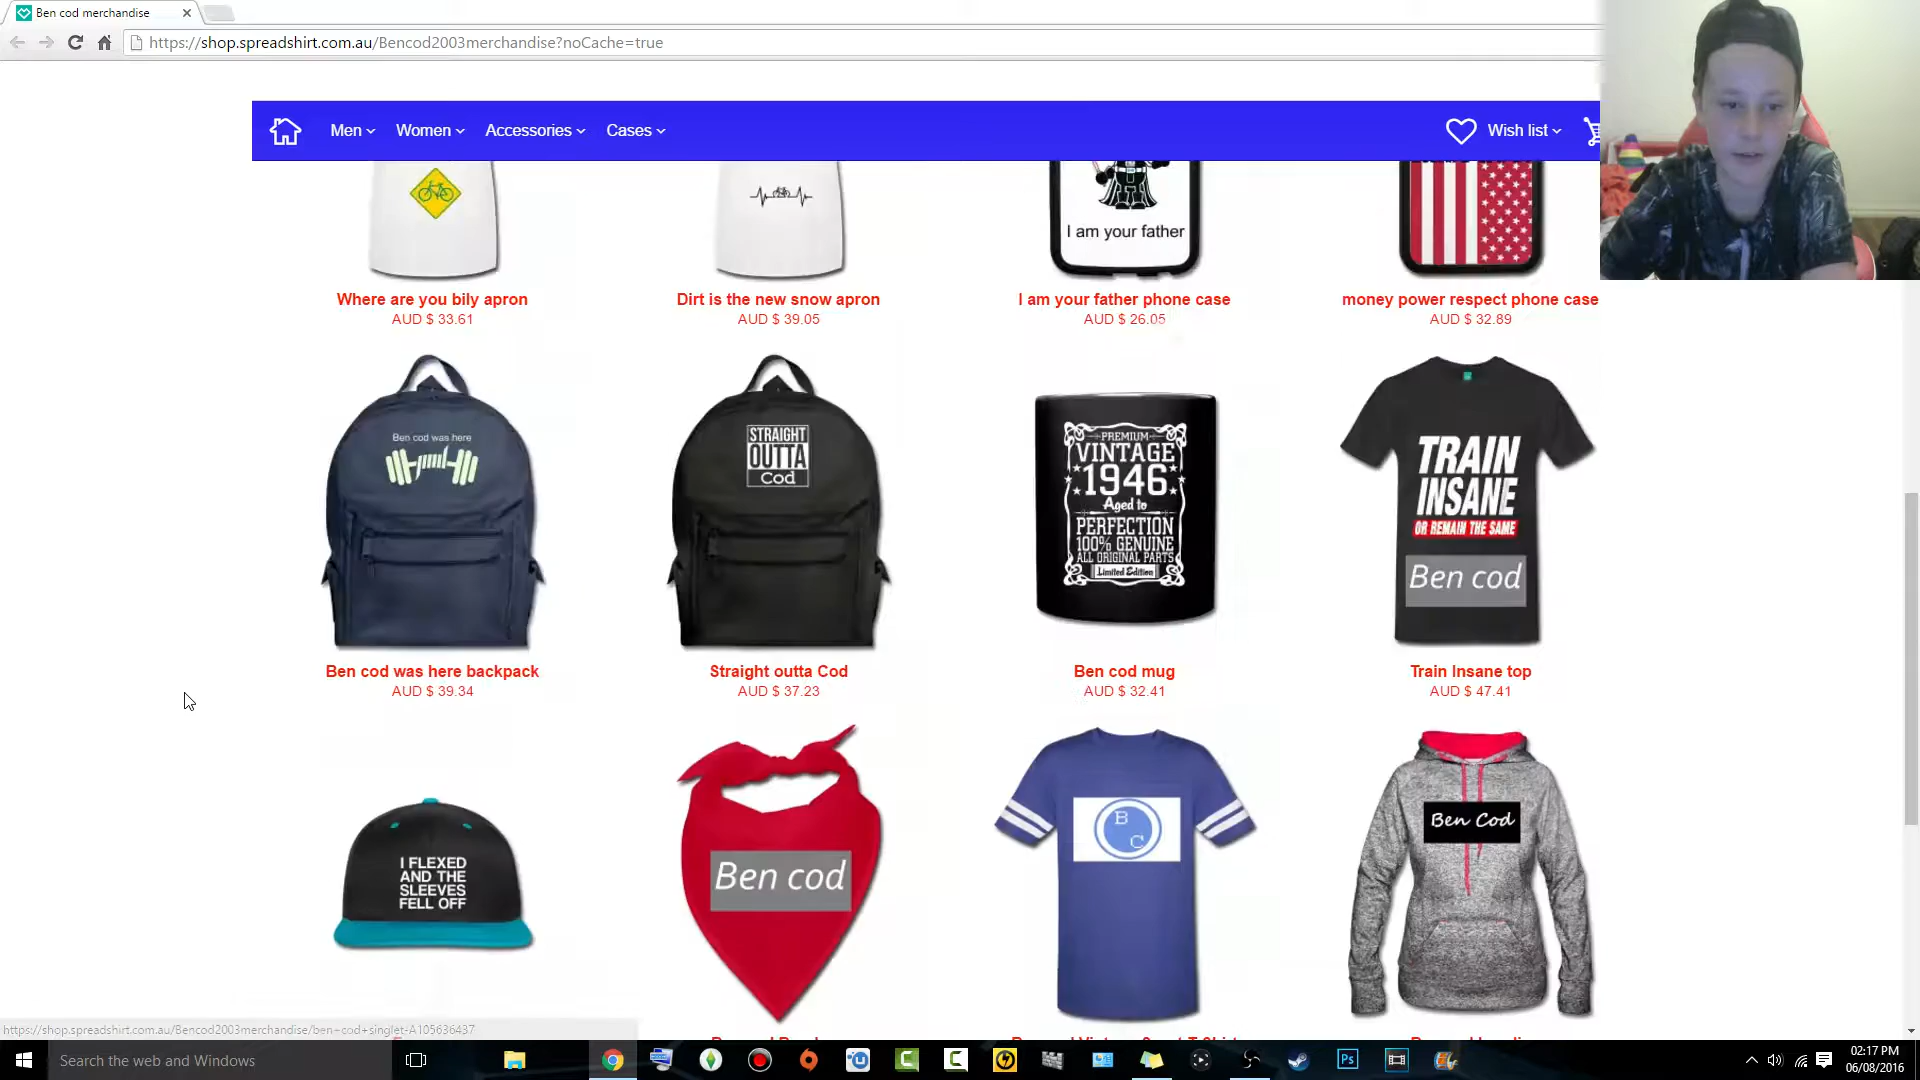 Ben cod merchandise
https://shop.spreadshirt.com.au/Bencod2003merchandise?noCache=true
Men
Women
Accessories
Cases
Wish list
I am your father
Where are you bily apron
AUD $ 33.61
Dirt is the new snow apron
AUD $ 39.05
I am your father phone case
AUD $ 26.05
money power respect phone case
AUD $ 32.89
Ben cod was here
STRAIGHT
OUTTA
Cod
PREMIUM
VINTAGE
1946
Aged to
PERFECTION
100% GENUINE
ALL ORIGINAL PARTS
Limited Edition
TRAIN
INSANE
OR REMAIN THE SAME
Ben cod
Ben cod was here backpack
AUD $ 39.34
Straight outta Cod
AUD $ 37.23
Ben cod mug
AUD $ 32.41
Train Insane top
AUD $ 47.41
I FLEXED
AND THE
SLEEVES
FELL OFF
Ben cod
B
C
Ben Cod
https://shop.spreadshirt.com.au/Bencod2003merchandise/ben+cod+singlet-A105636437
Search the web and Windows
Ps
02:17 PM
06/08/2016